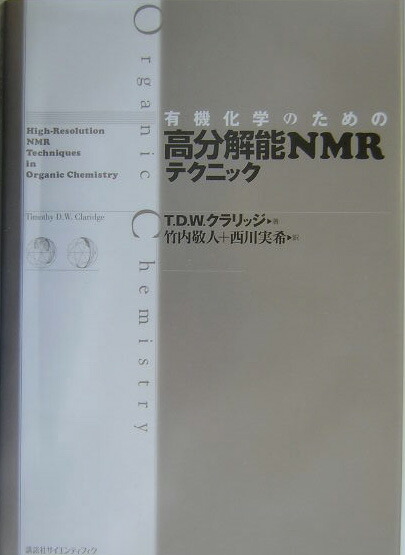 Organic Chemistry
High-Resolution
NMR
Techniques
in
Organic Chemistry
Timothy D.W. Claridge
有機化学のための
高分解能NMR
テクニック
T.D.W.クラリッジ▶著
竹内敬人+西川実希▶訳
講談社サイエンティフィク